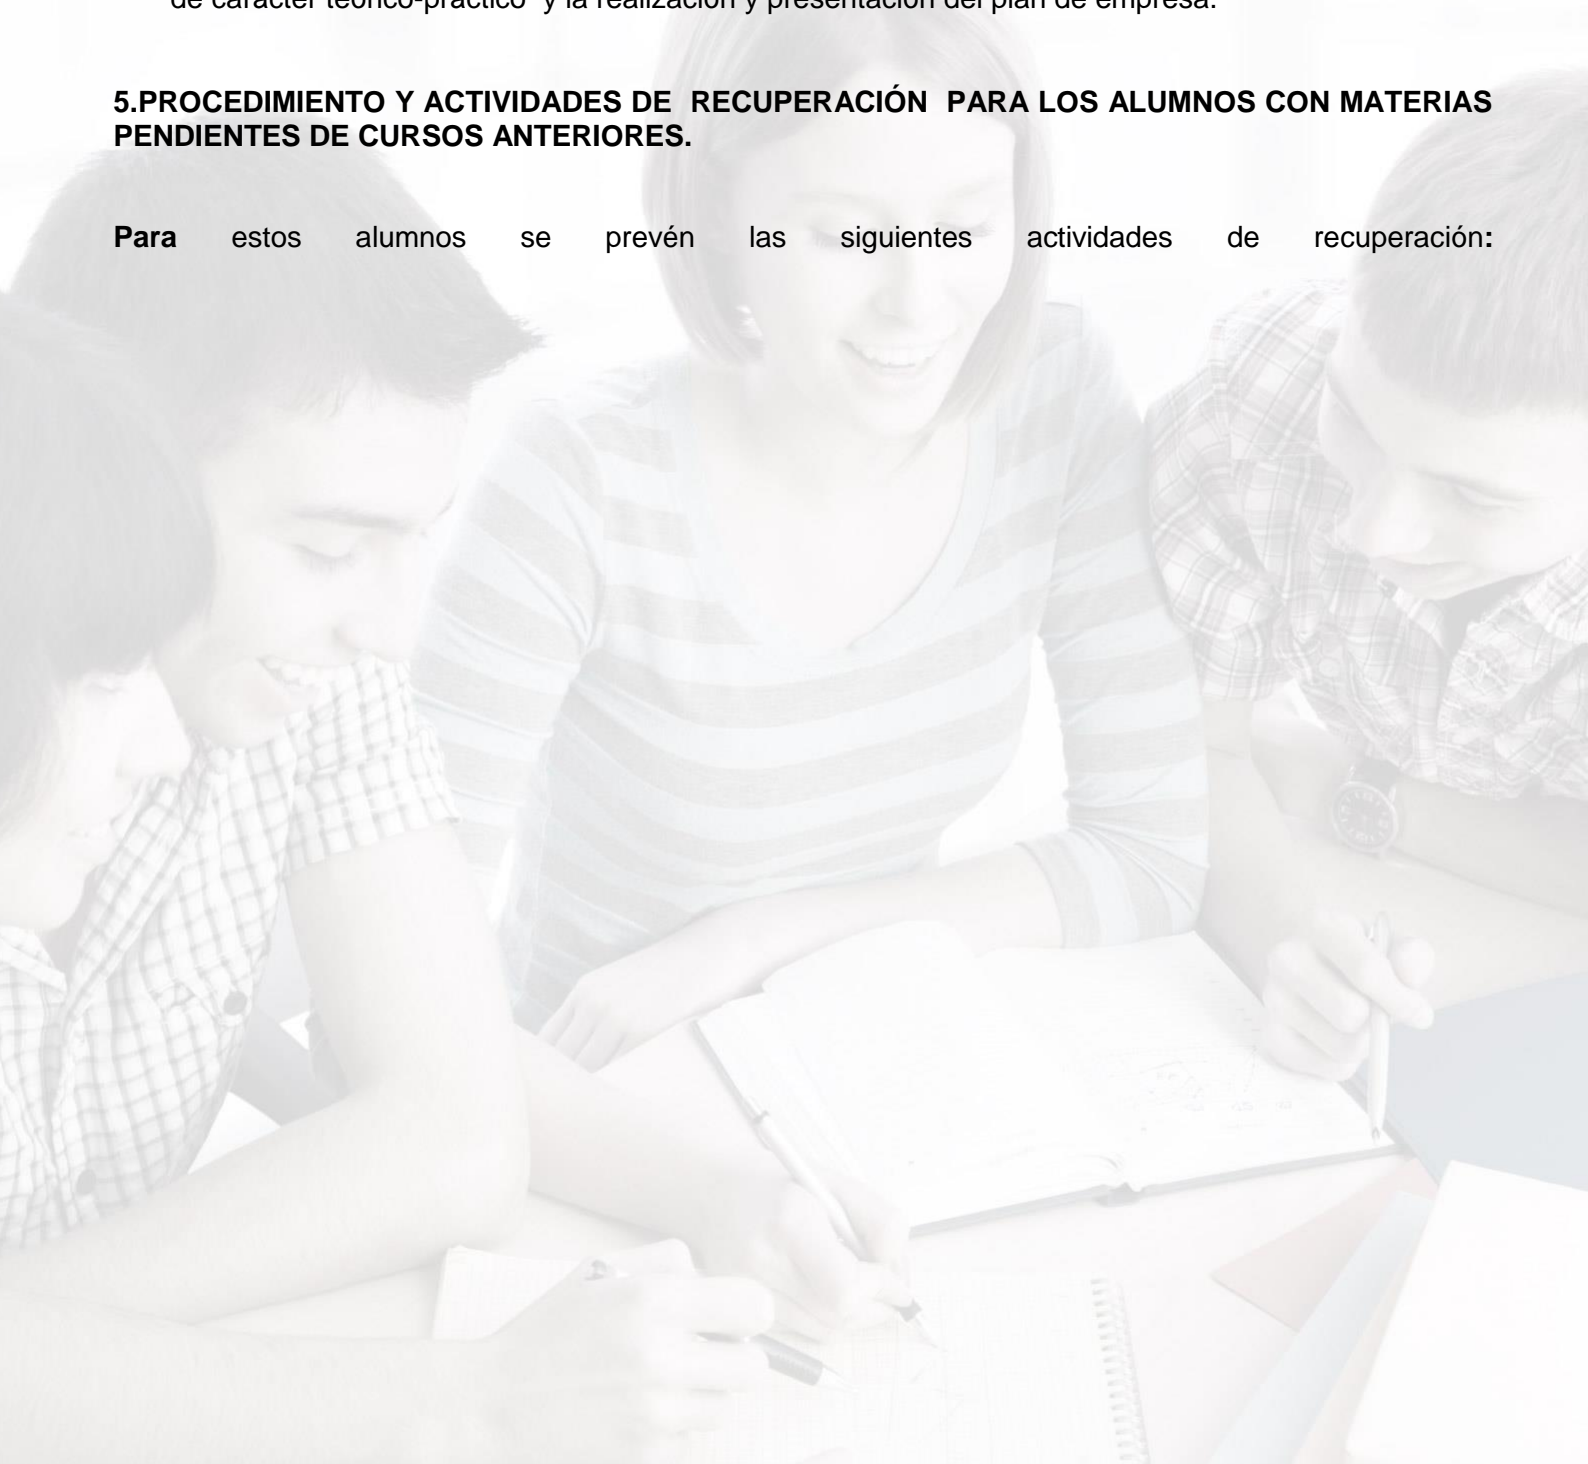 de carácter teórico-práctico y la realización y presentación del plan de empresa.
5.PROCEDIMIENTO Y ACTIVIDADES DE RECUPERACIÓN PARA LOS ALUMNOS CON MATERIAS
PENDIENTES DE CURSOS ANTERIORES.
Para estos alumnos se prevén las siguientes actividades de recuperación: